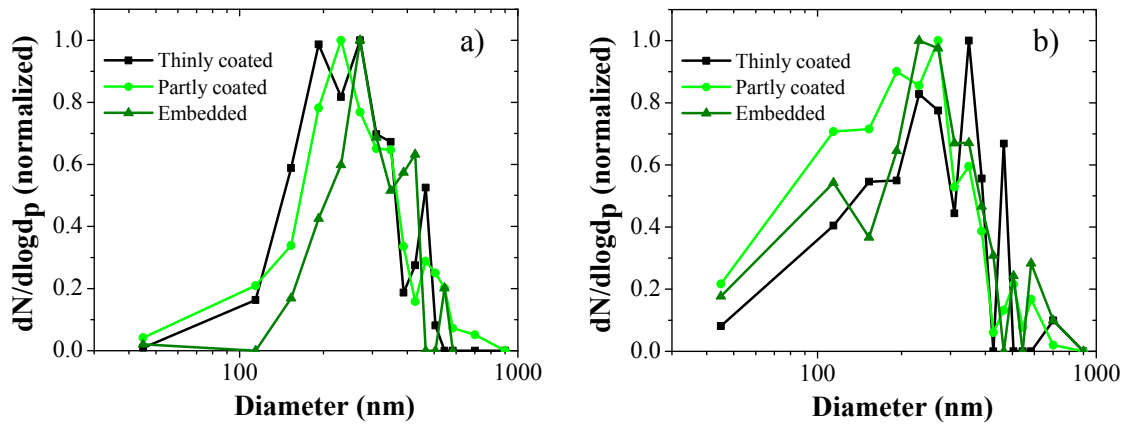 dN/dlogdp (normalized)
1.0
0.8
0.6
0.4
0.2
0.0
Thinly coated
Partly coated
Embedded
a)
100
1000
Diameter (nm)
dN/dlogdp (normalized)
1.0
0.8
0.6
0.4
0.2
0.0
Thinly coated
Partly coated
Embedded
b)
100
1000
Diameter (nm)